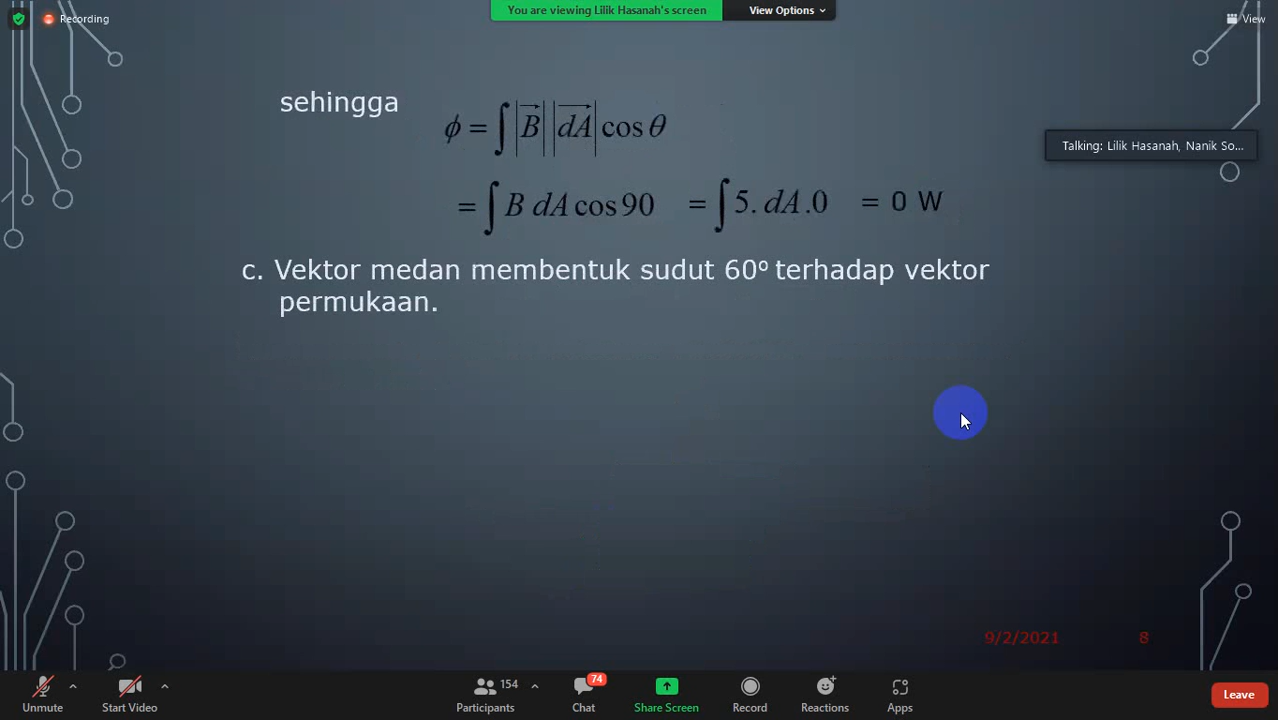 Recording
You are viewing Lilik Hasanah's screen
View Options
View
sehingga
ϕ = ∫ |B⃗| |dA⃗| cos θ
Talking: Lilik Hasanah, Nanik So...
= ∫ B dA cos 90 = ∫ 5. dA .0 = 0 W
c. Vektor medan membentuk sudut 60º terhadap vektor
permukaan.
9/2/2021 8
154
74
Unmute Start Video Participants Chat Share Screen Record Reactions Apps Leave